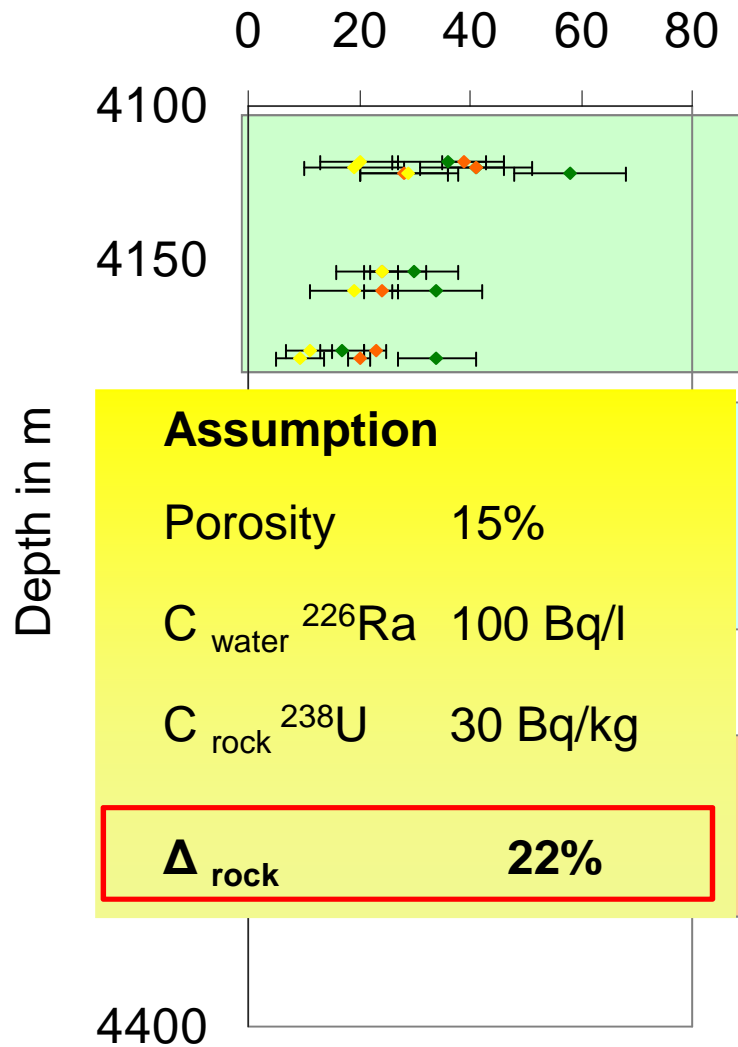 0 20 40 60 80
4100
4150
Depth in m
Assumption
Porosity 15%
C water ²²⁶Ra 100 Bq/l
C rock ²³⁸U 30 Bq/kg
Δ rock 22%
4400